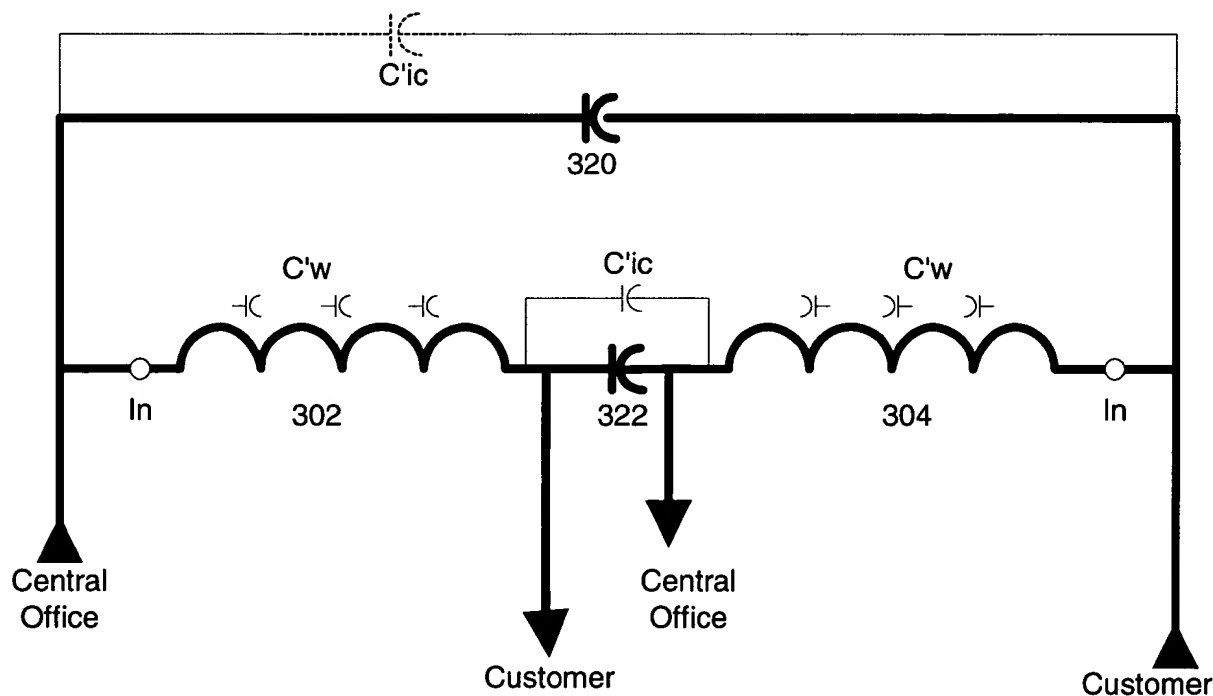 C'ic
320
C'w
C'ic
C'w
In
302
322
304
In
Central
Office
Central
Office
Customer
Customer